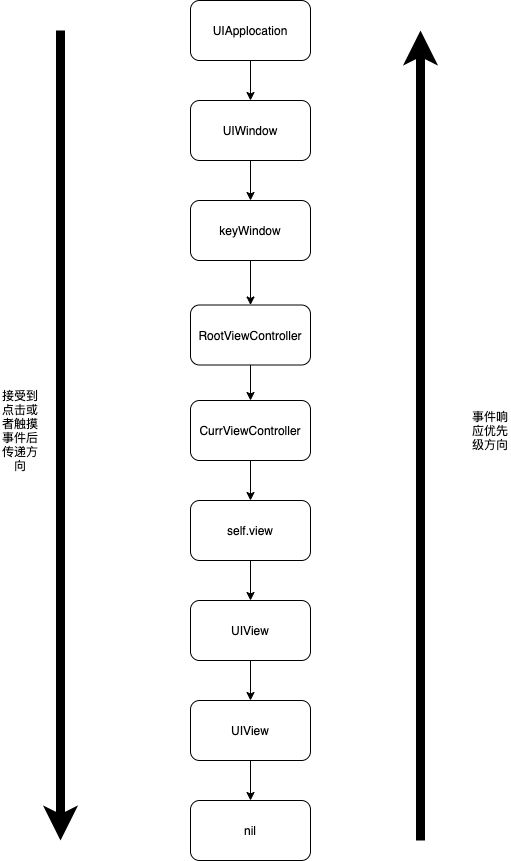 UIApplocation
UIWindow
keyWindow
RootViewController
CurrViewController
self.view
UIView
UIView
nil
接受到
点击或
者触摸
事件后
传递方
向
事件响
应优先
级方向